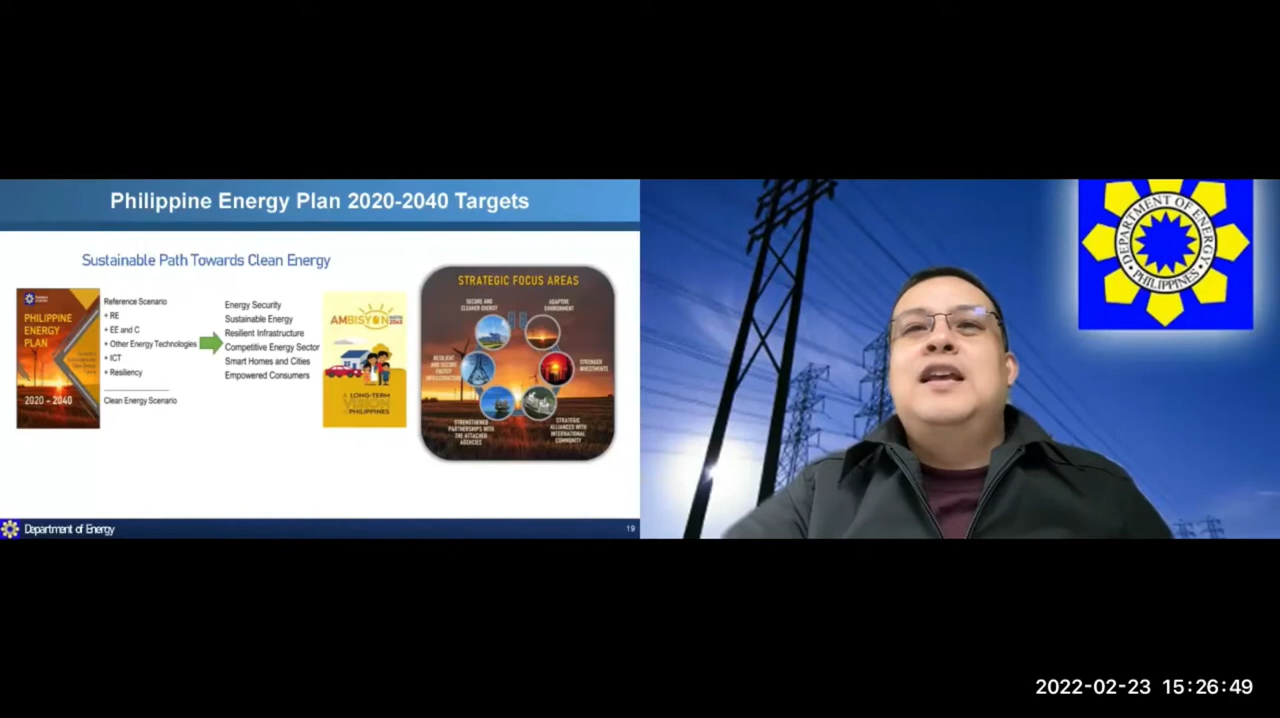 Philippine Energy Plan 2020-2040 Targets
Sustainable Path Towards Clean Energy
PHILIPPINE
ENERGY
PLAN
2020 - 2040
Reference Scenario
+ RE
+ EE and C
+ Other Energy Technologies
+ ICT
+ Resiliency
Clean Energy Scenario
Energy Security
Sustainable Energy
Resilient Infrastructure
Competitive Energy Sector
Smart Homes and Cities
Empowered Consumers
AMBISYON
2040
A LONG-TERM
VISION
PHILIPPINES
STRATEGIC FOCUS AREAS
SECURE AND
CLEANER ENERGY
ADAPTIVE
ENVIRONMENT
RESILIENT
AND SECURE
ENERGY
INFRASTRUCTURE
STRONGER
INVESTMENTS
STRENGTHENED
PARTNERSHIPS WITH
THE ATTACHED
AGENCIES
STRATEGIC
ALLIANCES WITH
INTERNATIONAL
COMMUNITY
Department of Energy
19
DEPARTMENT OF ENERGY
PHILIPPINES
2022-02-23 15:26:49